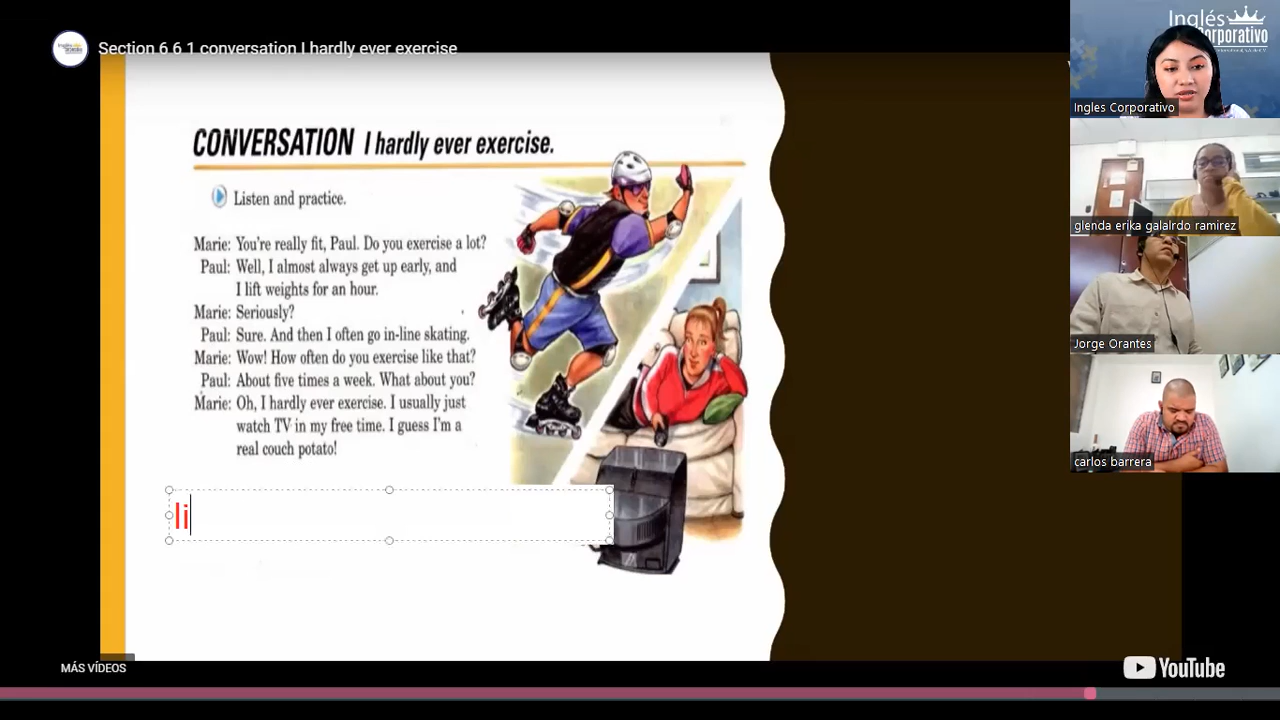 Section 6 6 1 conversation I hardly ever exercise
CONVERSATION I hardly ever exercise.
Listen and practice.
Marie: You're really fit, Paul. Do you exercise a lot?
Paul: Well, I almost always get up early, and
I lift weights for an hour.
Marie: Seriously?
Paul: Sure. And then I often go in-line skating.
Marie: Wow! How often do you exercise like that?
Paul: About five times a week. What about you?
Marie: Oh, I hardly ever exercise. I usually just
watch TV in my free time. I guess I'm a
real couch potato!
li
MÁS VÍDEOS
YouTube
Inglés
Corporativo
Ingles Corporativo
glenda erika galalrdo ramirez
Jorge Orantes
carlos barrera